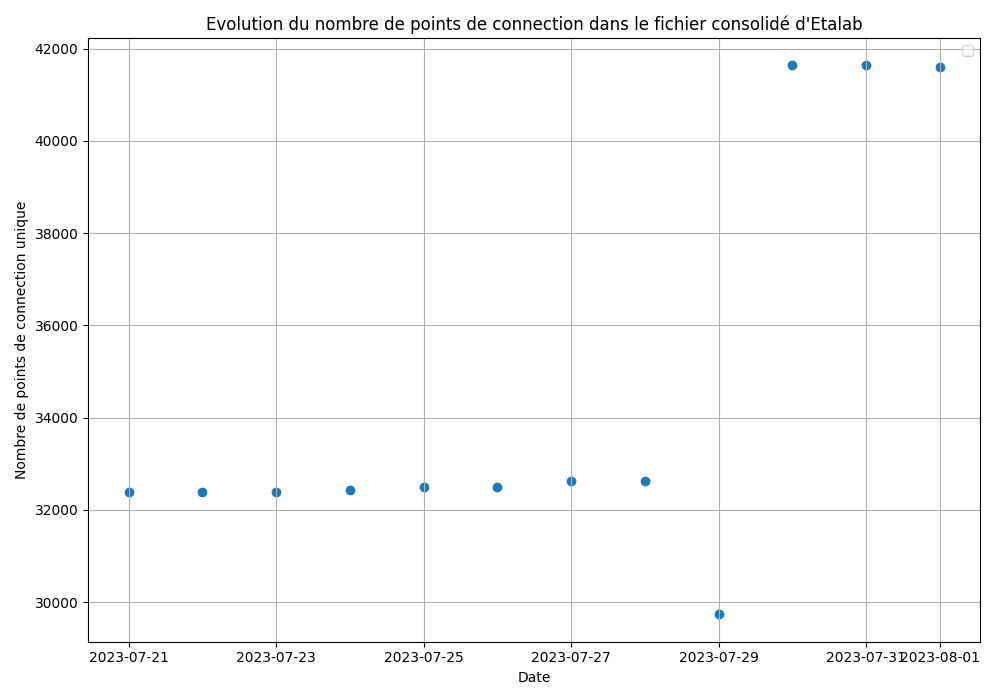 Evolution du nombre de points de connection dans le fichier consolidé d'Etalab
42000
40000
38000
36000
34000
32000
30000
Nombre de points de connection unique
2023-07-21 2023-07-23 2023-07-25 2023-07-27 2023-07-29 2023-07-31 2023-08-01
Date